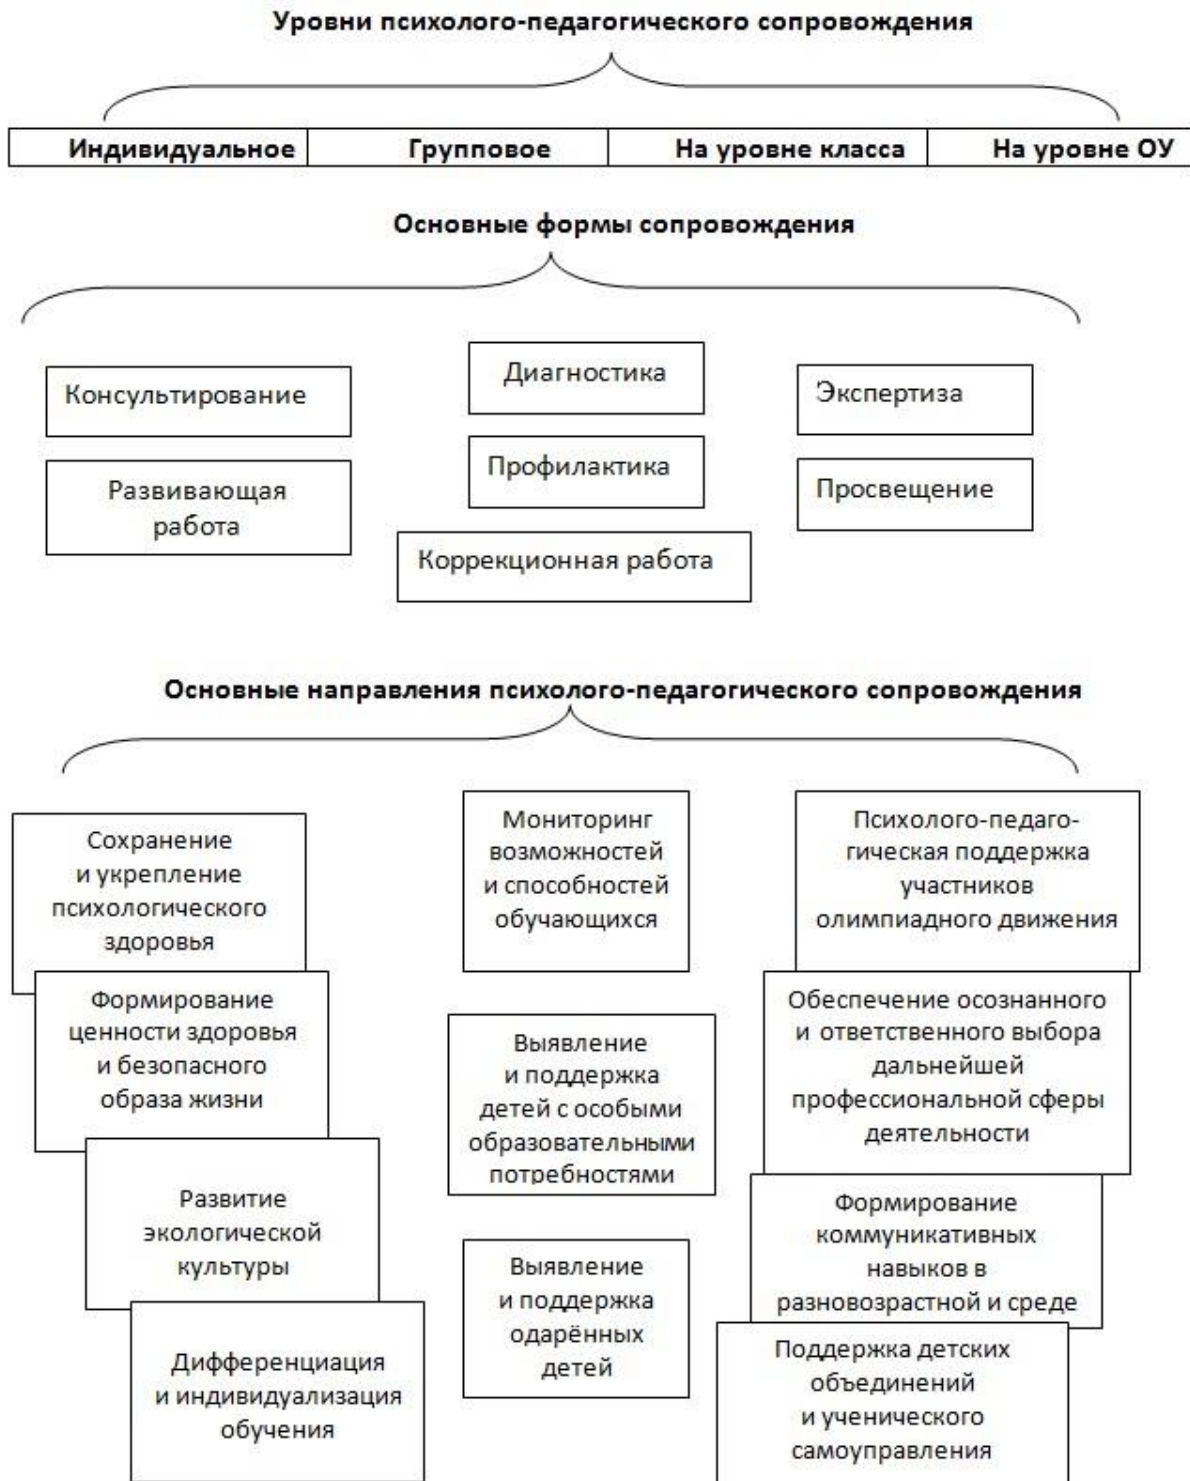 Уровни психолого-педагогического сопровождения
Индивидуальное Групповое На уровне класса На уровне ОУ
Основные формы сопровождения
Консультирование
Развивающая
работа
Диагностика
Профилактика
Коррекционная работа
Экспертиза
Просвещение
Основные направления психолого-педагогического сопровождения
Сохранение
и укрепление
психологического
здоровья
Формирование
ценности здоровья
и безопасного
образа жизни
Развитие
экологической
культуры
Дифференциация
и индивидуализация
обучения
Мониторинг
возможностей
и способностей
обучающихся
Выявление
и поддержка
детей с особыми
образовательными
потребностями
Выявление
и поддержка
одарённых
детей
Психолого-педаго-
гическая поддержка
участников
олимпиадного движения
Обеспечение осознанного
и ответственного выбора
дальнейшей
профессиональной сферы
деятельности
Формирование
коммуникативных
навыков в
разновозрастной и среде
Поддержка детских
объединений
и ученического
самоуправления